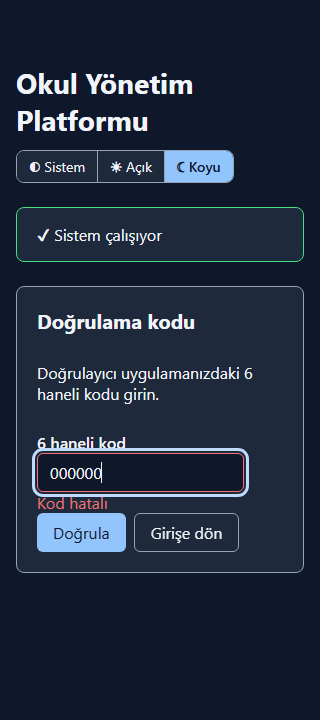 Okul Yönetim
Platformu
Sistem
Açık
Koyu
✓ Sistem çalışıyor
Doğrulama kodu
Doğrulayıcı uygulamanızdaki 6
haneli kodu girin.
6 haneli kod
000000
Kod hatalı
Doğrula
Girişe dön